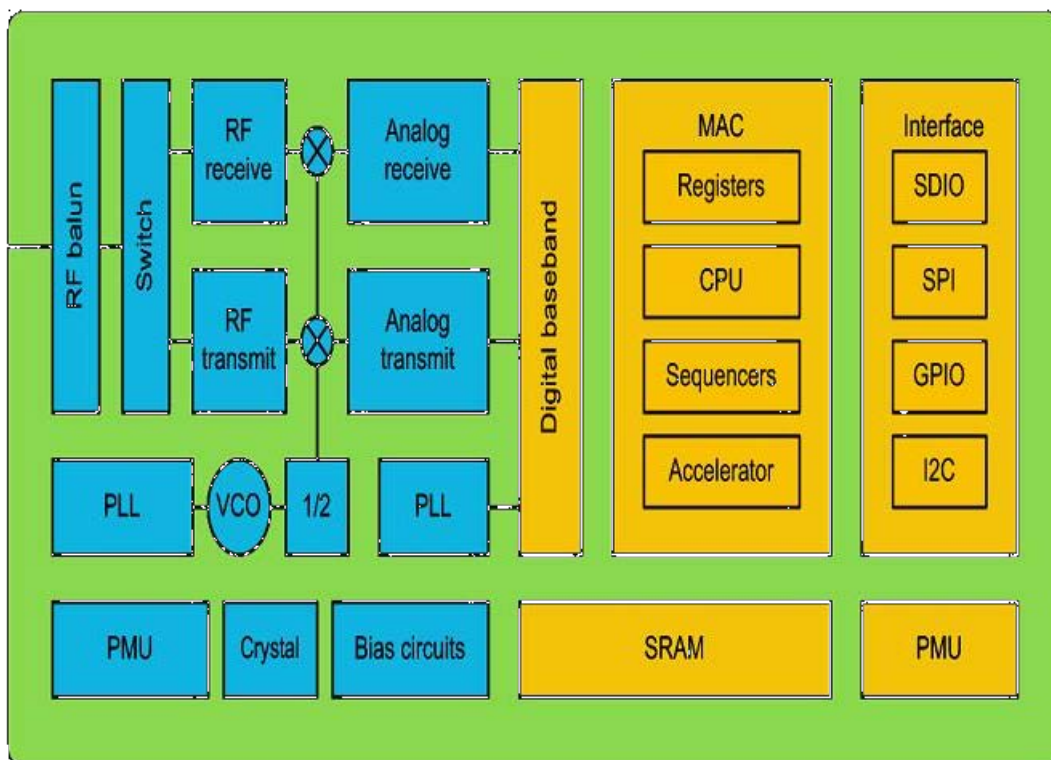 RF balun
Switch
RF
receive
Analog
receive
RF
transmit
Analog
transmit
PLL
VCO
1/2
PLL
PMU
Crystal
Bias circuits
Digital baseband
MAC
Registers
CPU
Sequencers
Accelerator
SRAM
Interface
SDIO
SPI
GPIO
I2C
PMU